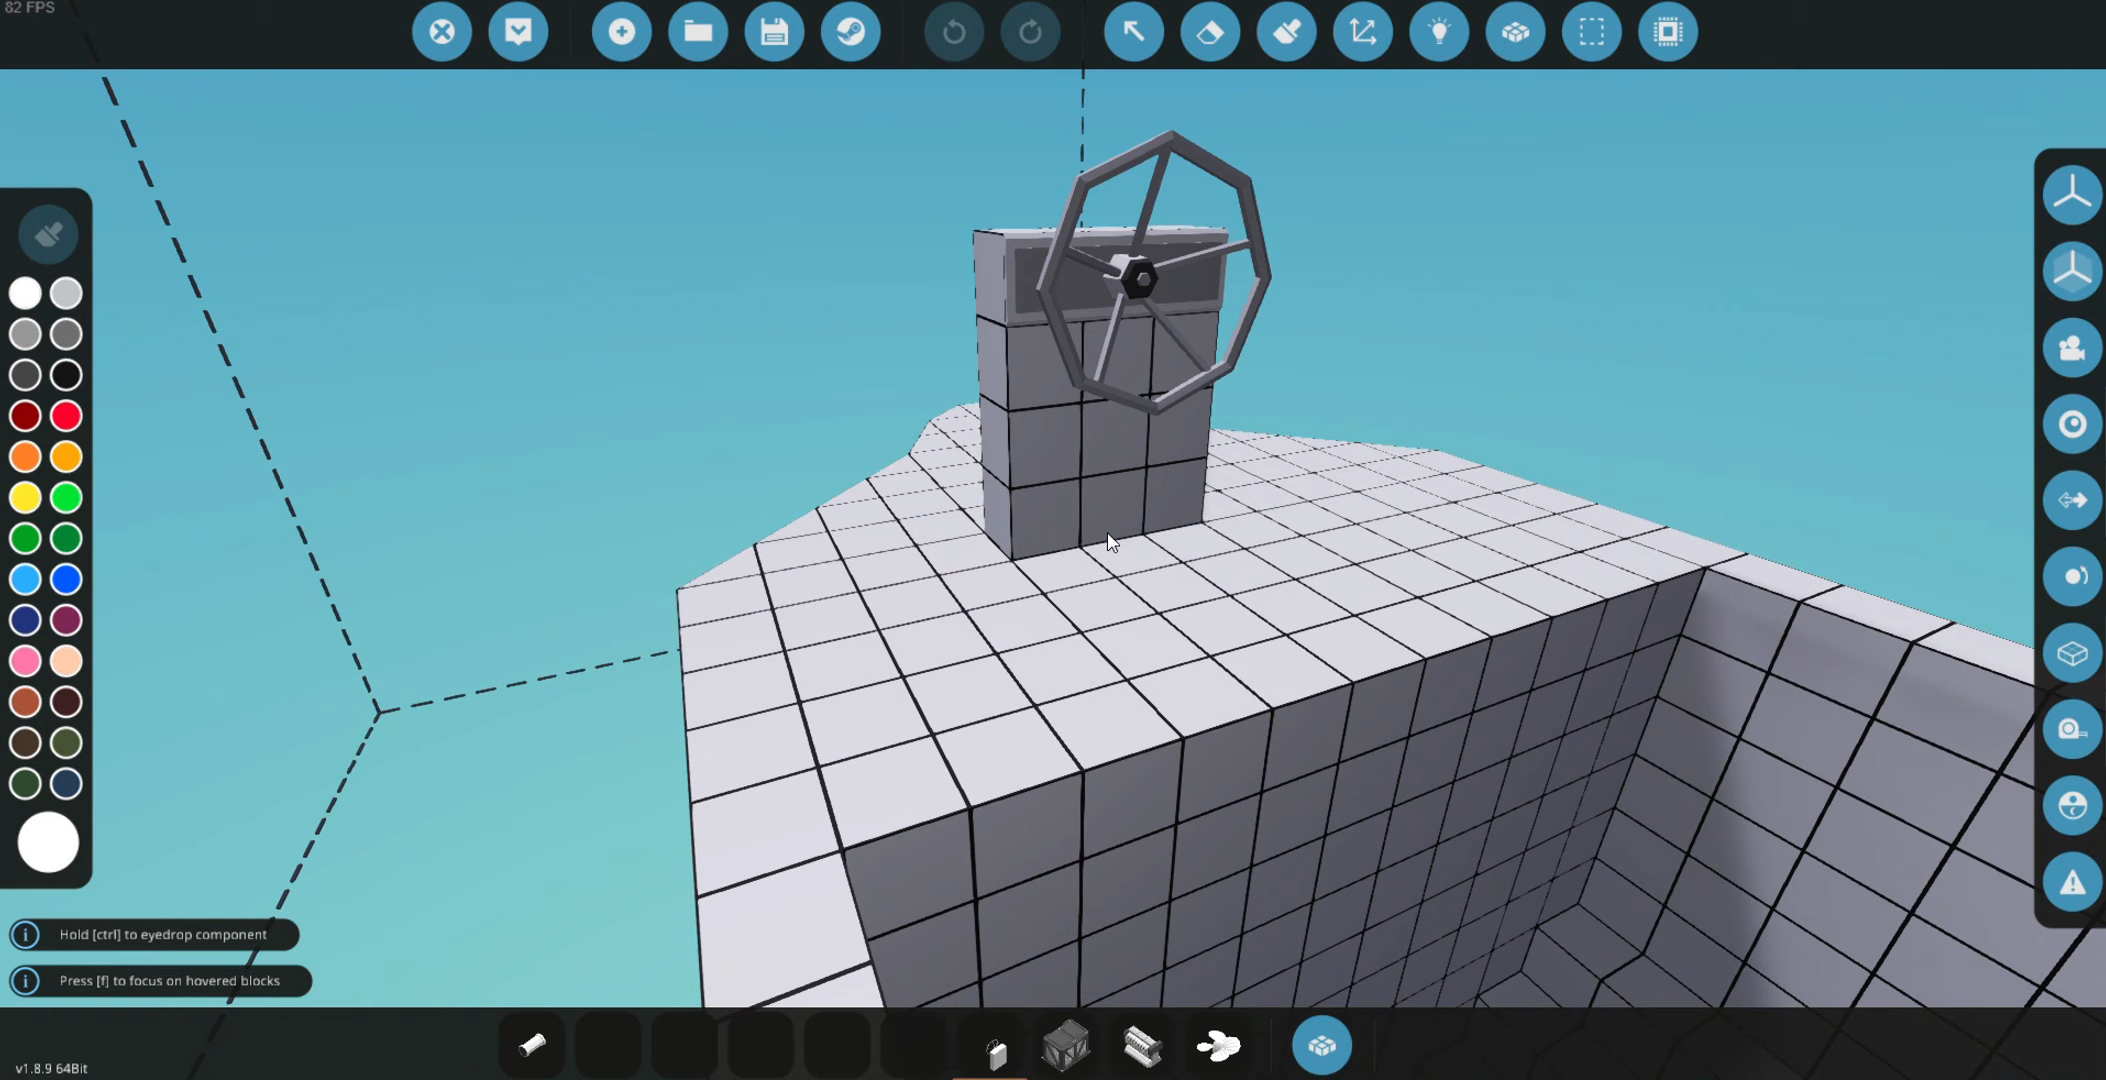 82 FPS
Hold [ctrl] to eyedrop component
Press [f] to focus on hovered blocks
v1.8.9 64Bit